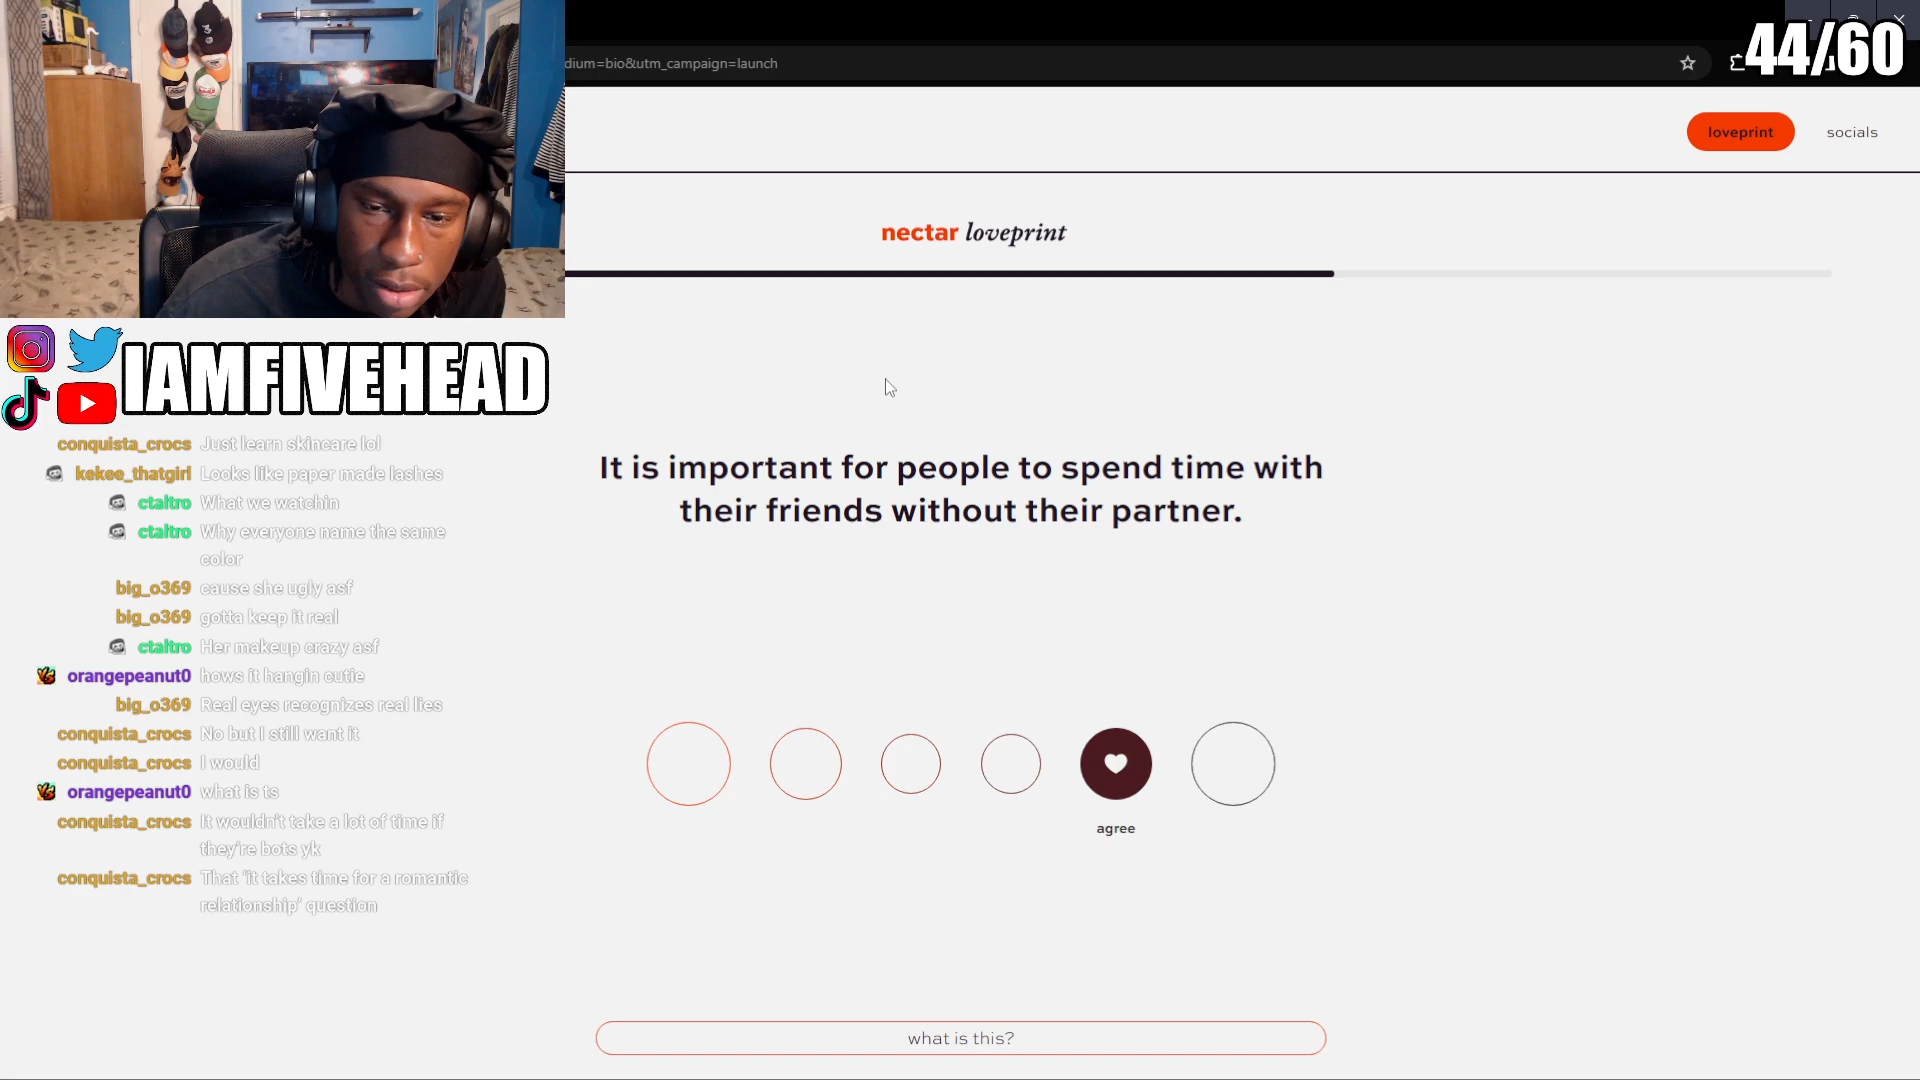 44/60
dium=bio&utm_campaign=launch
loveprint
socials
nectar loveprint
IAMFIVEHEAD
It is important for people to spend time with
their friends without their partner.
conquista_crocs Just learn skincare lol
kekee_thatgirl Looks like paper made lashes
ctaltro What we watchin
ctaltro Why everyone name the same
color
big_o369 cause she ugly asf
big_o369 gotta keep it real
ctaltro Her makeup crazy asf
orangepeanut0 hows it hangin cutie
big_o369 Real eyes recognizes real lies
conquista_crocs No but I still want it
conquista_crocs I would
orangepeanut0 what is ts
conquista_crocs It wouldn't take a lot of time if
they're bots yk
conquista_crocs That 'it takes time for a romantic
relationship' question
agree
what is this?